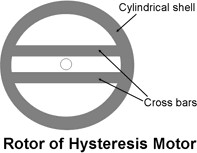 Cylindrical shell
Cross bars
Rotor of Hysteresis Motor